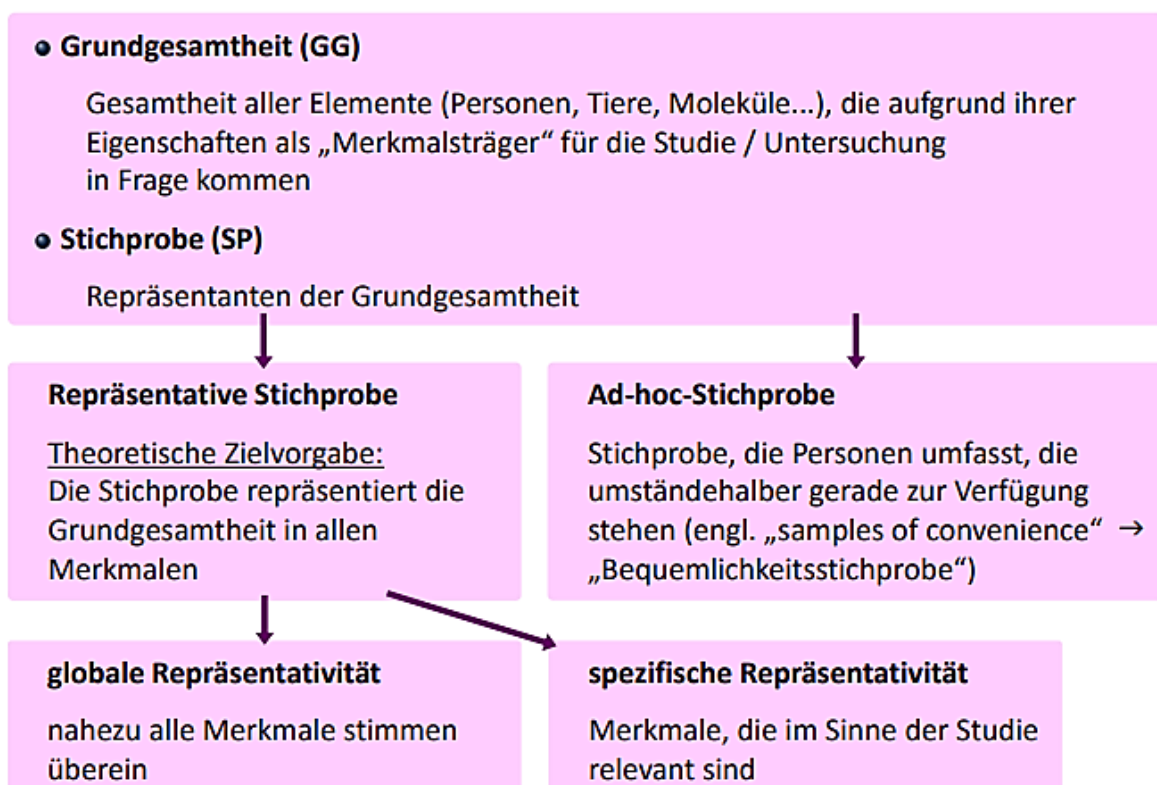 Grundgesamtheit (GG)
Gesamtheit aller Elemente (Personen, Tiere, Moleküle...), die aufgrund ihrer
Eigenschaften als „Merkmalsträger“ für die Studie / Untersuchung
in Frage kommen
Stichprobe (SP)
Repräsentanten der Grundgesamtheit
Repräsentative Stichprobe
Theoretische Zielvorgabe:
Die Stichprobe repräsentiert die
Grundgesamtheit in allen
Merkmalen
Ad-hoc-Stichprobe
Stichprobe, die Personen umfasst, die
umständehalber gerade zur Verfügung
stehen (engl. „samples of convenience“ →
„Bequemlichkeitsstichprobe“)
globale Repräsentativität
nahezu alle Merkmale stimmen
überein
spezifische Repräsentativität
Merkmale, die im Sinne der Studie
relevant sind